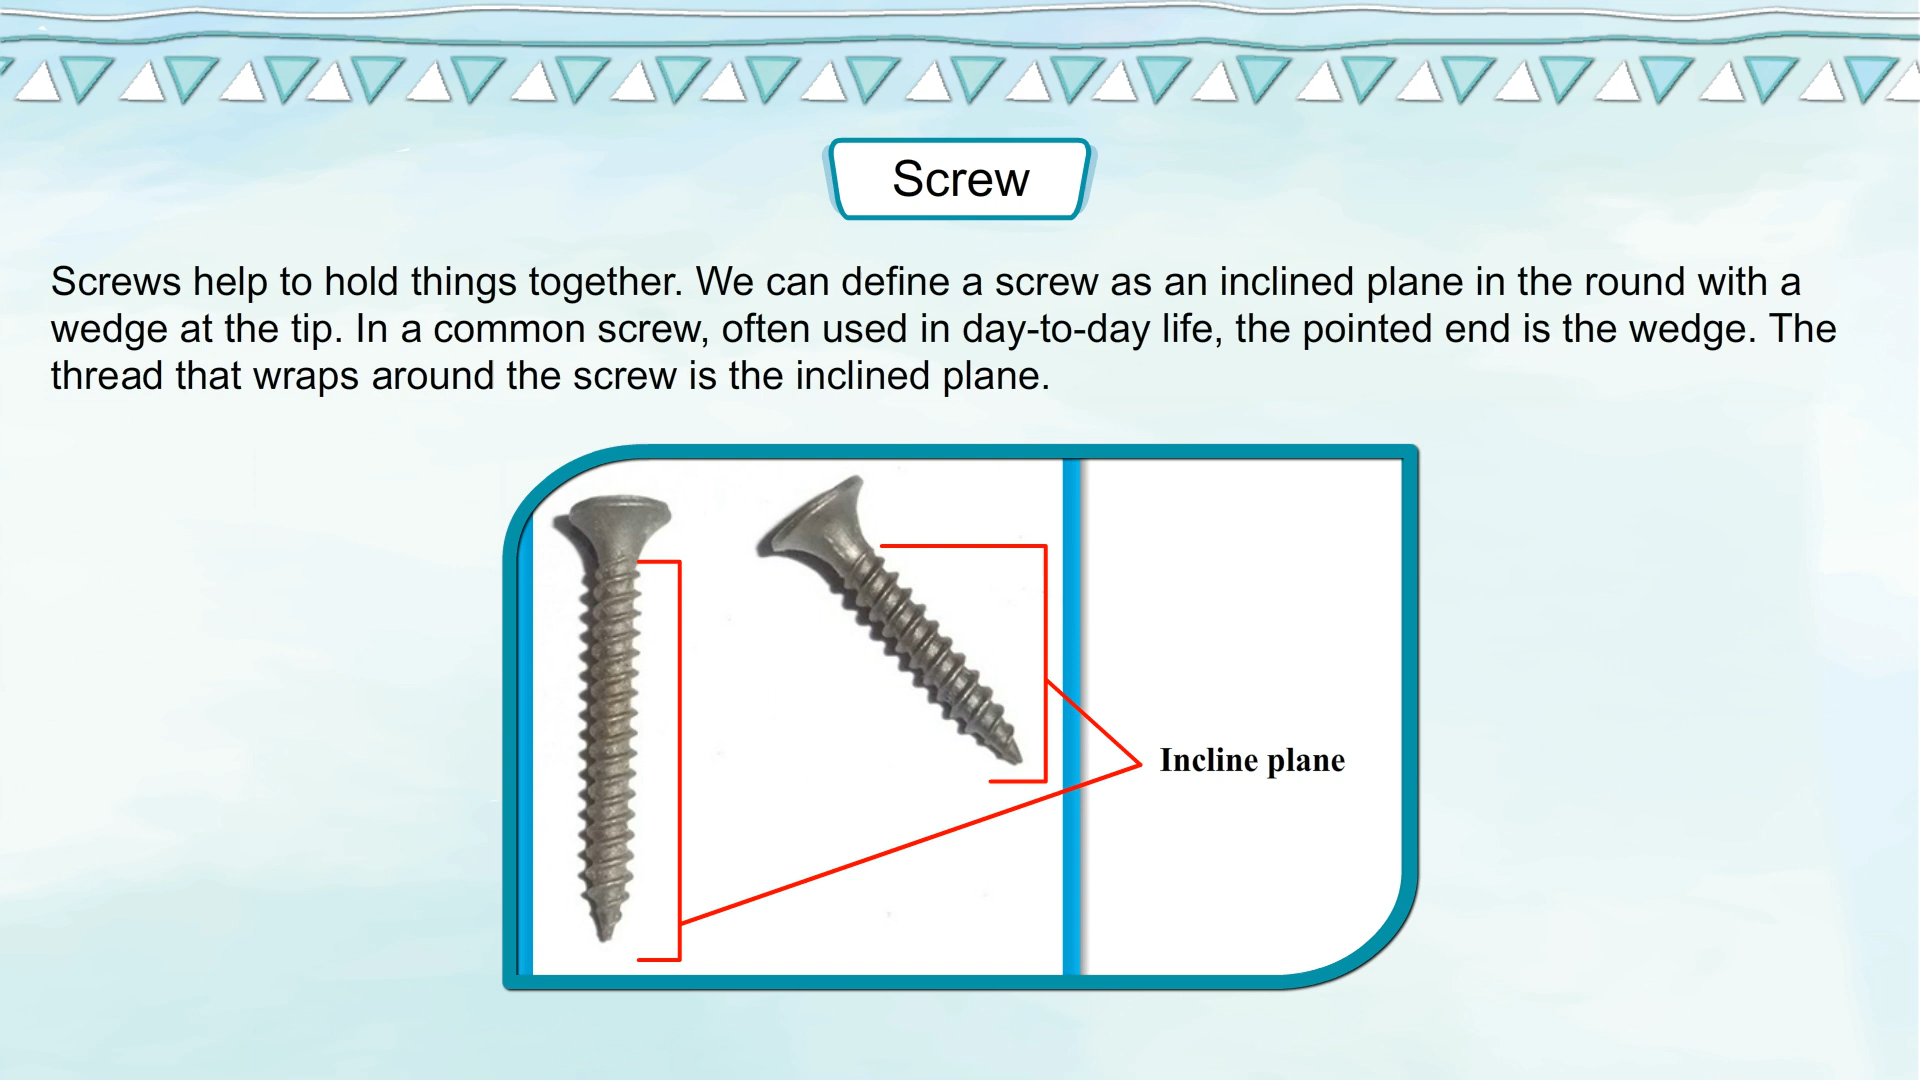 Screw
Screws help to hold things together. We can define a screw as an inclined plane in the round with a
wedge at the tip. In a common screw, often used in day-to-day life, the pointed end is the wedge. The
thread that wraps around the screw is the inclined plane.
Incline plane